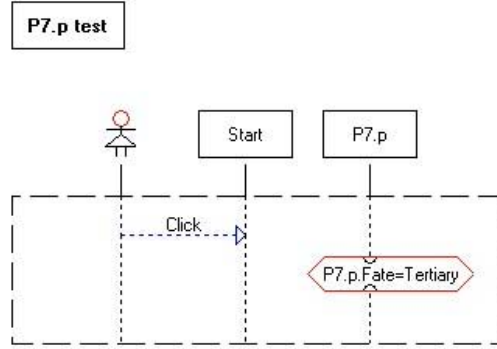 P7.p test
Start
P7.p
Click
P7.p.Fate=Tertiary